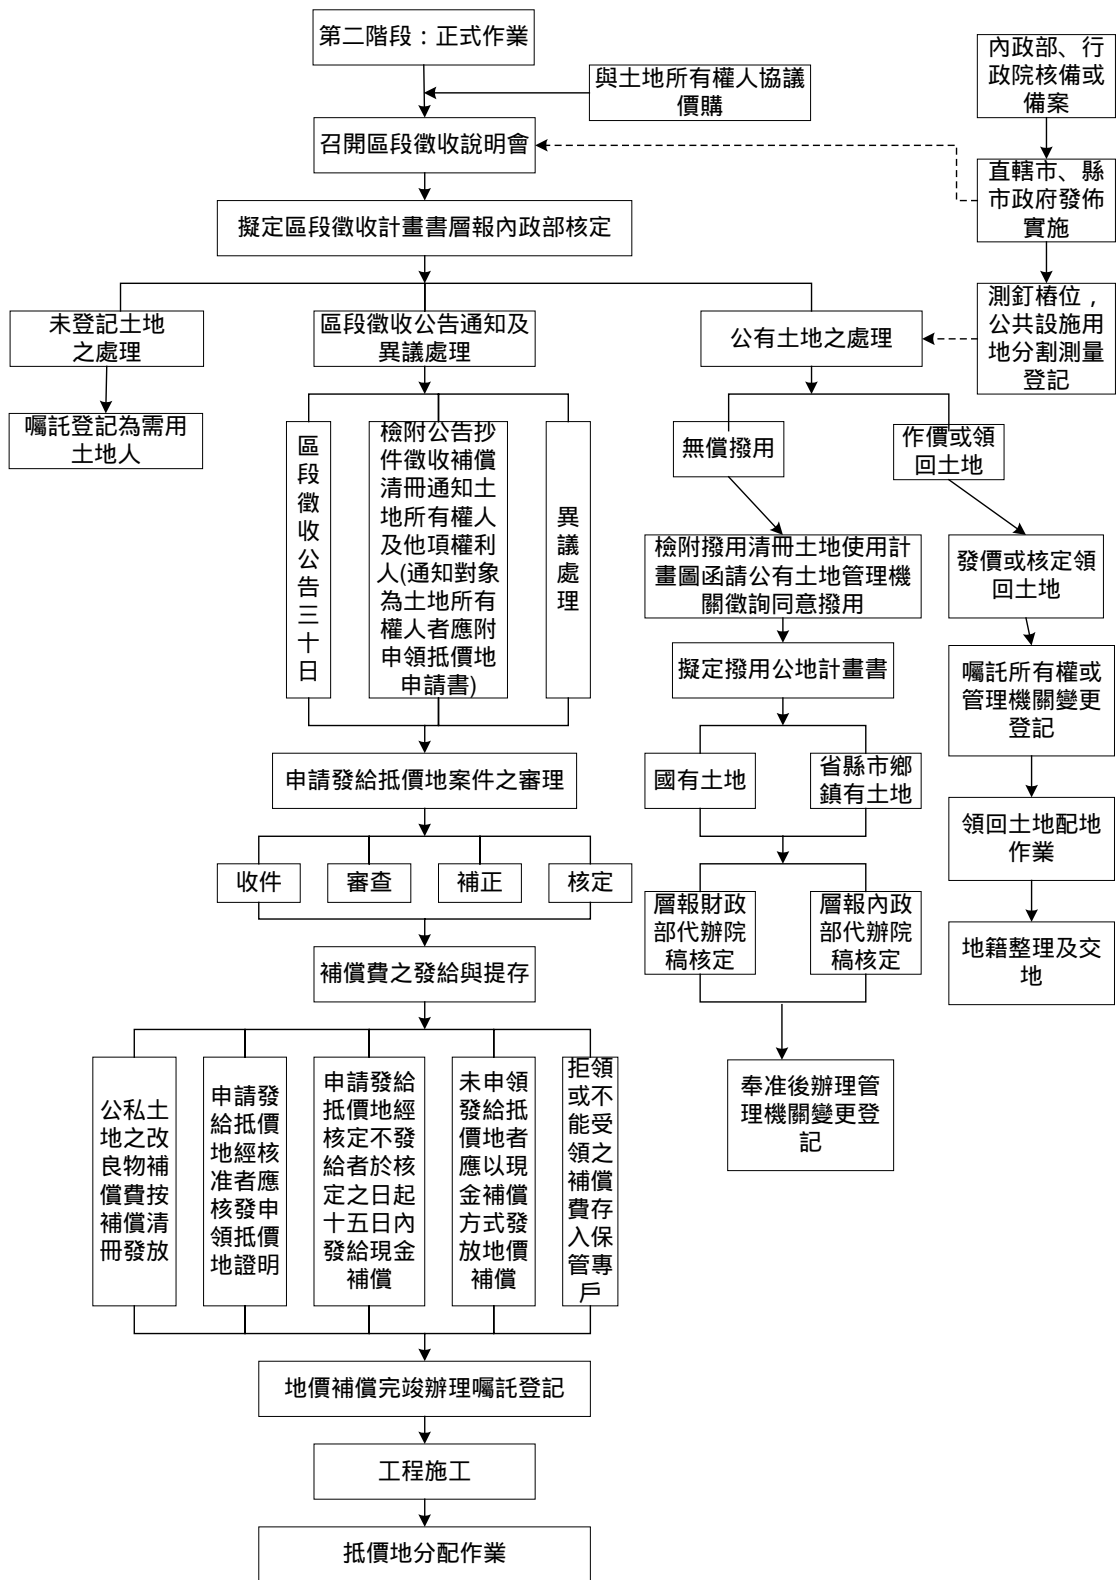 第二階段：正式作業
與土地所有權人協議
價購
內政部、行
政院核備或
備案
召開區段徵收說明會
直轄市、縣
市政府發佈
實施
擬定區段徵收計畫書層報內政部核定
測釘樁位，
公共設施用
地分割測量
登記
未登記土地
之處理
區段徵收公告通知及
異議處理
公有土地之處理
囑託登記為需用
土地人
區
段
徵
收
公
告
三
十
日
檢附公告抄
件徵收補償
清冊通知土
地所有權人
及他項權利
人(通知對象
為土地所有
權人者應附
申領抵價地
申請書)
異
議
處
理
無償撥用
作價或領
回土地
檢附撥用清冊土地使用計
畫圖函請公有土地管理機
關徵詢同意撥用
發價或核定領
回土地
擬定撥用公地計畫書
囑託所有權或
管理機關變更
登記
申請發給抵價地案件之審理
國有土地
省縣市鄉
鎮有土地
領回土地配地
作業
收件
審查
補正
核定
層報財政
部代辦院
稿核定
層報內政
部代辦院
稿核定
地籍整理及交
地
補償費之發給與提存
公私土
地之改
良物補
償費按
補償清
冊發放
申請發
給抵價
地經核
准者應
核發申
領抵價
地證明
申請發給
抵價地經
核定不發
給者於核
定之日起
十五日內
發給現金
補償
未申領
發給抵
價地者
應以現
金補償
方式發
放地價
補償
拒領
或不
能受
領之
補償
費存
入保
管專
戶
奉准後辦理管
理機關變更登
記
地價補償完竣辦理囑託登記
工程施工
抵價地分配作業